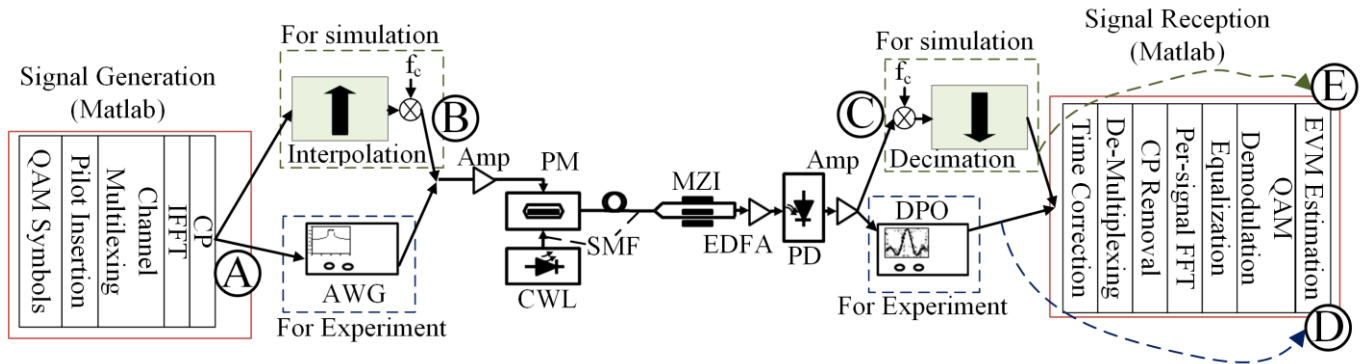 Signal Generation
(Matlab)
QAM Symbols
Pilot Insertion
Channel
Multilexing
IFFT
CP
A
For simulation
f_c
Interpolation
B
AWG
For Experiment
Amp
PM
CWL
SMF
MZI
EDFA
PD
Amp
For simulation
f_c
C
Decimation
DPO
For Experiment
Signal Reception
(Matlab)
E
Time Correction
De-Multiplexing
CP Removal
Per-signal FFT
Equalization
Demodulation
QAM
EVM Estimation
D